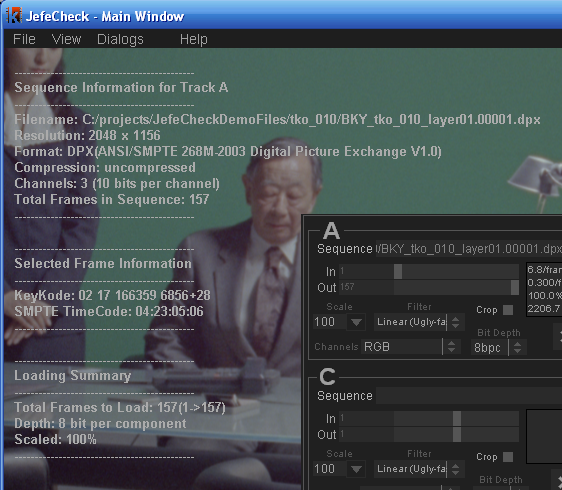 JefeCheck - Main Window
File View Dialogs Help
Sequence Information for Track A
Filename: C:/projects/JefeCheckDemoFiles/tko_010/BKY_tko_010_layer01.00001.dpx
Resolution: 2048 x 1156
Format: DPX(ANSI/SMPTE 268M-2003 Digital Picture Exchange V1.0)
Compression: uncompressed
Channels: 3 (10 bits per channel)
Total Frames in Sequence: 157
Selected Frame Information
KeyKode: 02 17 166359 6856+28
SMPTE TimeCode: 04:23:05:06
Loading Summary
Total Frames to Load: 157(1->157)
Depth: 8 bit per component
Scaled: 100%
A
Sequence I/BKY_tko_010_layer01.00001.dpx
In 1
Out 157
6.8/fran
0.300/f
100.0%
2206.7
Scale Filter Crop
100 Linear (Ugly-fa
Bit Depth
Channels RGB 8bpc
C
Sequence
In 1
Out 1
Scale Filter Crop
100 Linear (Ugly-fa
Bit Depth